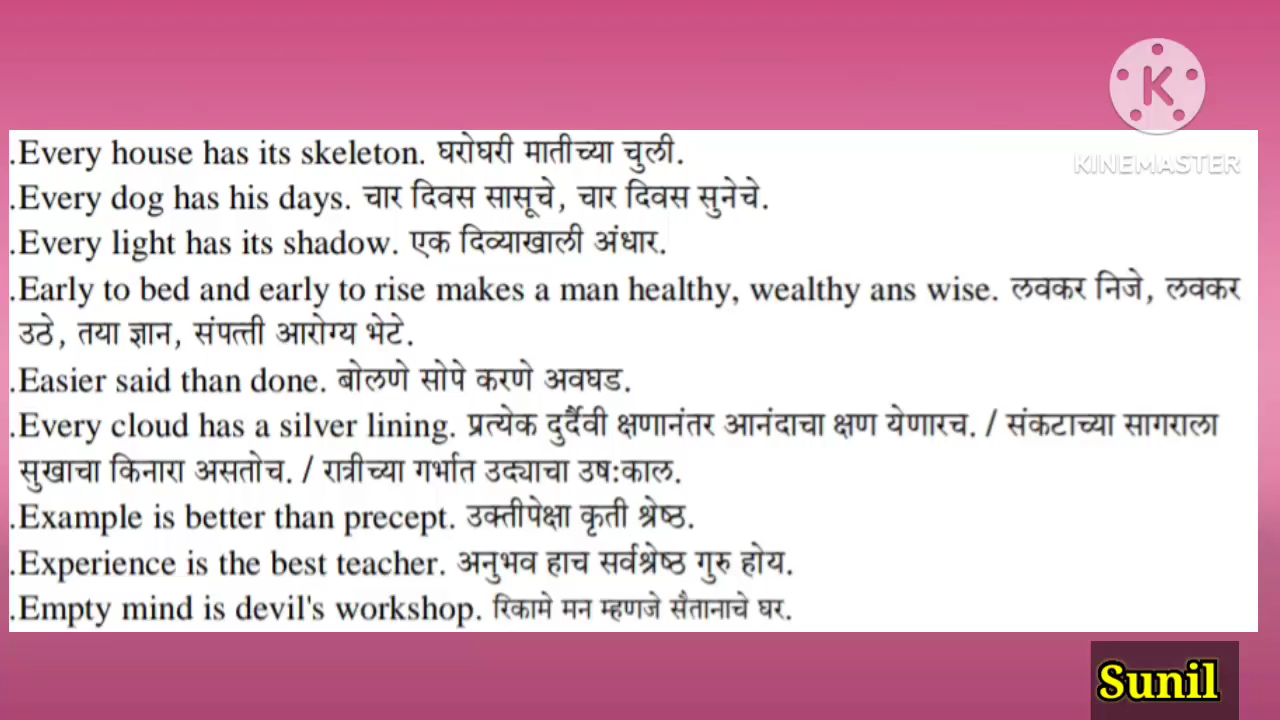 K
KINEMASTER
.Every house has its skeleton. घरोघरी मातीच्या चुली.
.Every dog has his days. चार दिवस सासूचे, चार दिवस सुनेचे.
.Every light has its shadow. एक दिव्याखाली अंधार.
.Early to bed and early to rise makes a man healthy, wealthy ans wise. लवकर निजे, लवकर
उठे, तया ज्ञान, संपत्ती आरोग्य भेटे.
.Easier said than done. बोलणे सोपे करणे अवघड.
.Every cloud has a silver lining. प्रत्येक दुर्दैवी क्षणानंतर आनंदाचा क्षण येणारच. / संकटाच्या सागराला
सुखाचा किनारा असतोच. / रात्रीच्या गर्भात उद्याचा उष:काल.
.Example is better than precept. उक्तीपेक्षा कृती श्रेष्ठ.
.Experience is the best teacher. अनुभव हाच सर्वश्रेष्ठ गुरु होय.
.Empty mind is devil's workshop. रिकामे मन म्हणजे सैतानाचे घर.
Sunil